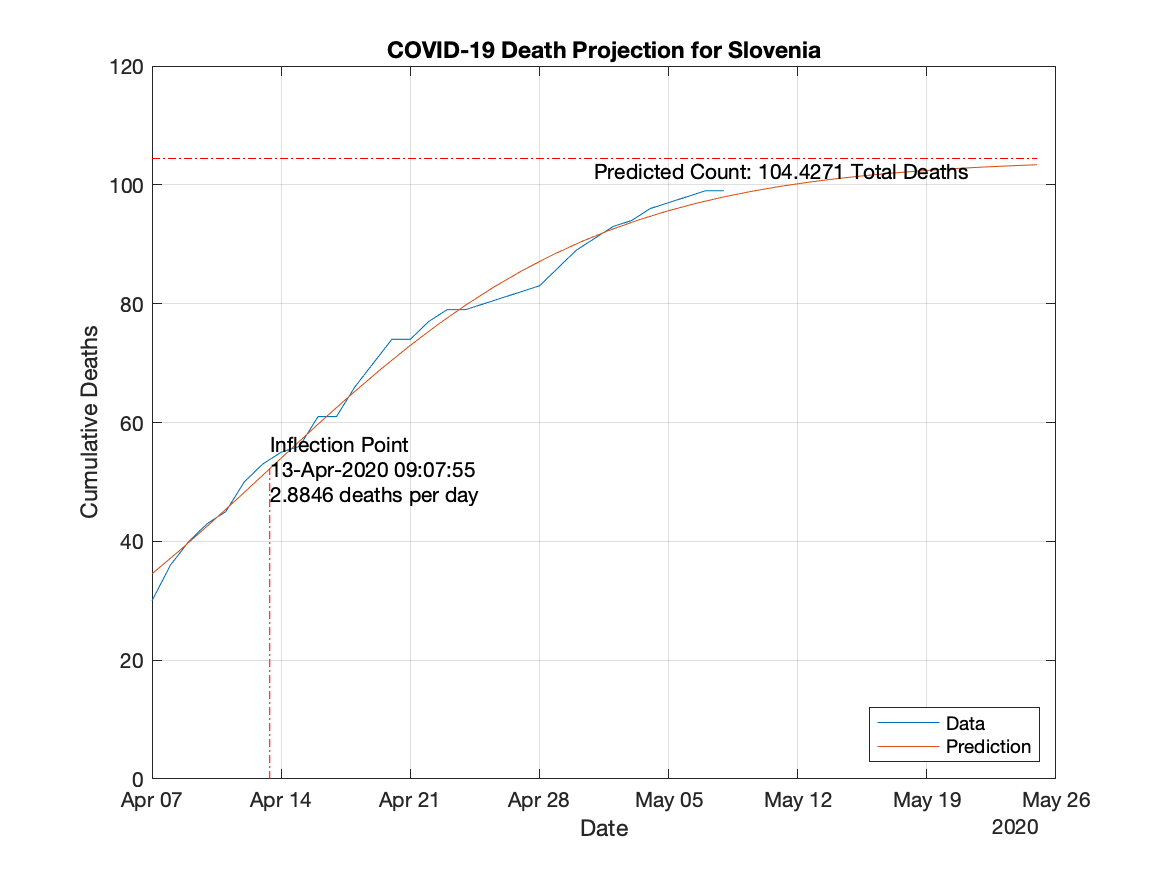 COVID-19 Death Projection for Slovenia
120
100
80
60
40
20
0
Cumulative Deaths
Predicted Count: 104.4271 Total Deaths
Inflection Point
13-Apr-2020 09:07:55
2.8846 deaths per day
Data
Prediction
Apr 07 Apr 14 Apr 21 Apr 28 May 05 May 12 May 19 May 26
Date
2020